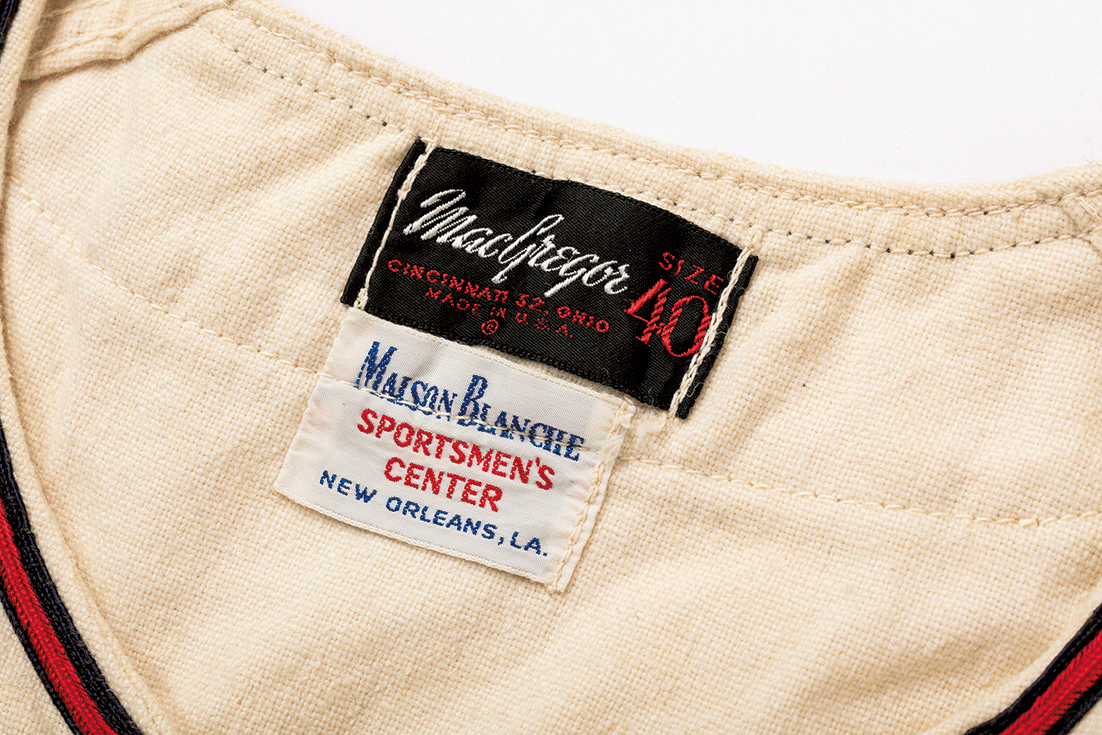 MacGregor
SIZE
40
CINCINNATI 32, OHIO
MADE IN U.S.A.
®
MAISON BLANCHE
SPORTSMEN'S
CENTER
NEW ORLEANS, LA.